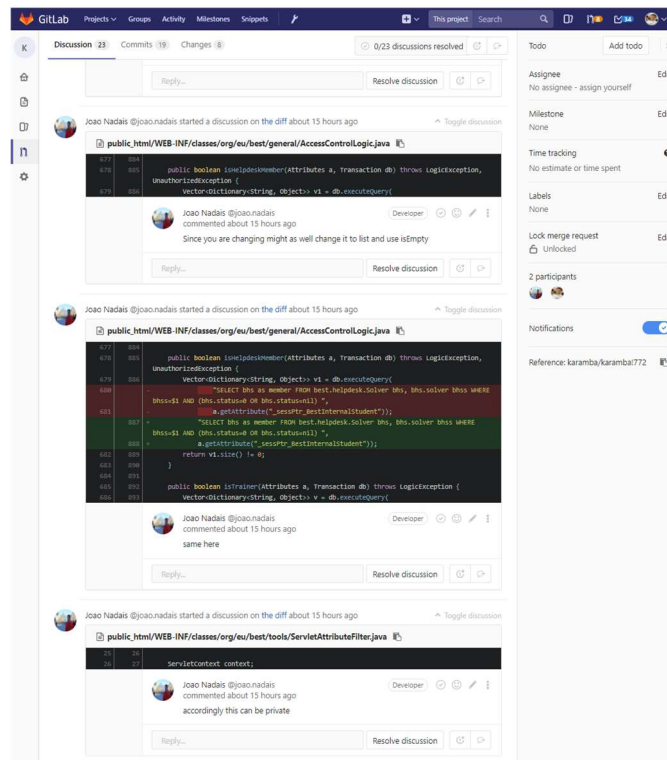 GitLab Projects Groups Activity Milestones Snippets This project Search 34
Discussion 23 Commits 19 Changes 8 0/23 discussions resolved
Todo Add todo
K
Reply... Resolve discussion
Assignee Ed
No assignee - assign yourself
Milestone Ed
None
Time tracking
No estimate or time spent
Labels Ed
None
Lock merge request Ed
Unlocked
2 participants
Notifications
Reference: karamba/karamba!772
Joao Nadais @joao.nadais started a discussion on the diff about 15 hours ago Toggle discussion
public_html/WEB-INF/classes/org/eu/best/general/AccessControlLogic.java
677 884
678 885 public boolean isHelpdeskMember(Attributes a, Transaction db) throws LogicException,
UnauthorizedException {
679 886 Vector<Dictionary<String, Object>> v1 = db.executeQuery(
Joao Nadais @joao.nadais Developer
commented about 15 hours ago
Since you are changing might as well change it to list and use isEmpty
Reply... Resolve discussion
Joao Nadais @joao.nadais started a discussion on the diff about 15 hours ago Toggle discussion
public_html/WEB-INF/classes/org/eu/best/general/AccessControlLogic.java
677 884
678 885 public boolean isHelpdeskMember(Attributes a, Transaction db) throws LogicException,
UnauthorizedException {
679 886 Vector<Dictionary<String, Object>> v1 = db.executeQuery(
680 - "SELECT bhs as member FROM best.helpdesk.Solver bhs, bhs.solver bhss WHERE
bhss=$1 AND (bhs.status=0 OR bhs.status=nil) ",
681 - a.getAttribute("_sessPtr_BestInternalStudent"));
887 + "SELECT bhs as member FROM best.helpdesk.Solver bhs, bhs.solver bhss WHERE
bhss=$1 AND (bhs.status=0 OR bhs.status=nil) ",
888 + a.getAttribute("_sessPtr_BestInternalStudent"));
682 889 return v1.size() != 0;
683 890 }
684 891
685 892 public boolean isTrainer(Attributes a, Transaction db) throws LogicException {
686 893 Vector<Dictionary<String, Object>> v = db.executeQuery(
Joao Nadais @joao.nadais Developer
commented about 15 hours ago
same here
Reply... Resolve discussion
Joao Nadais @joao.nadais started a discussion on the diff about 15 hours ago Toggle discussion
public_html/WEB-INF/classes/org/eu/best/tools/ServletAttributeFilter.java
25 26
26 27 ServletContext context;
Joao Nadais @joao.nadais Developer
commented about 15 hours ago
accordingly this can be private
Reply... Resolve discussion